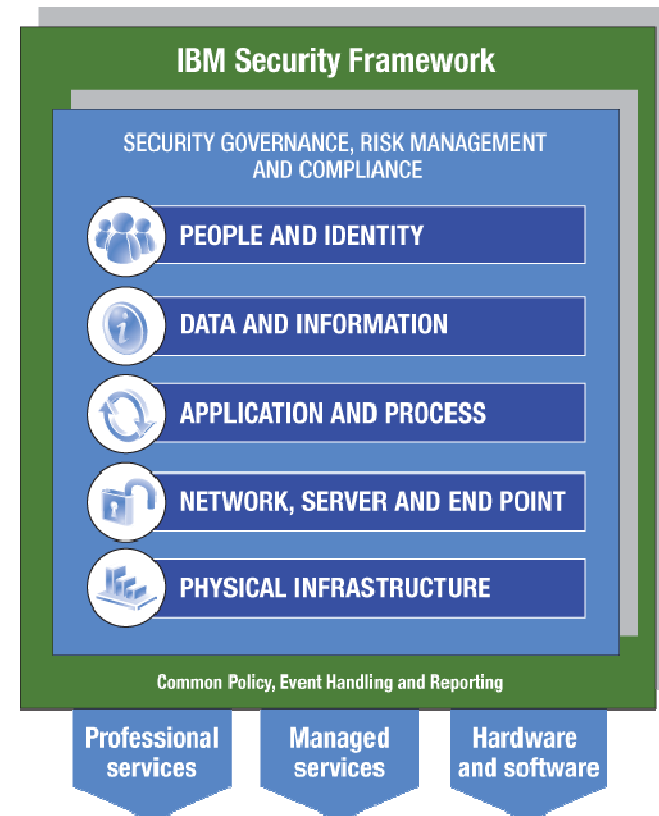 IBM Security Framework
SECURITY GOVERNANCE, RISK MANAGEMENT
AND COMPLIANCE
PEOPLE AND IDENTITY
DATA AND INFORMATION
APPLICATION AND PROCESS
NETWORK, SERVER AND END POINT
PHYSICAL INFRASTRUCTURE
Common Policy, Event Handling and Reporting
Professional
services
Managed
services
Hardware
and software